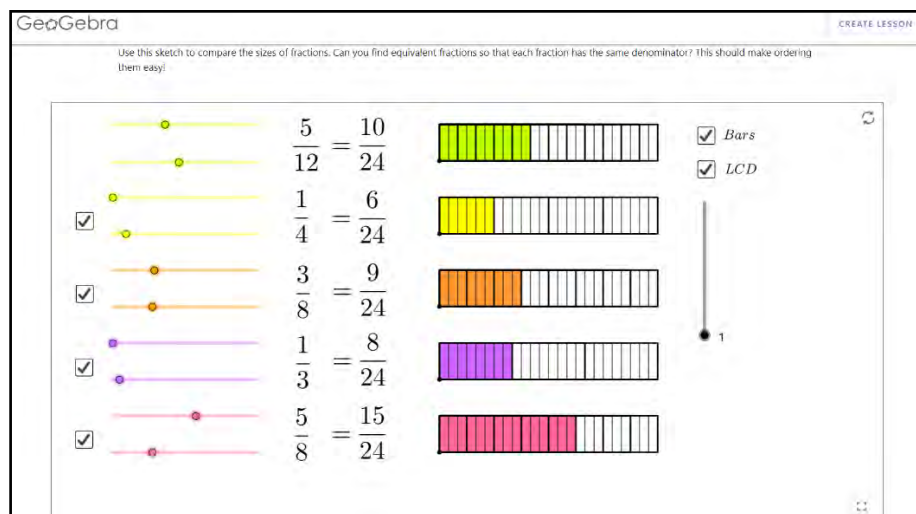 GeoGebra
CREATE LESSON
Use this sketch to compare the sizes of fractions. Can you find equivalent fractions so that each fraction has the same denominator? This should make ordering
them easy!
5/12 = 10/24
Bars
LCD
1/4 = 6/24
3/8 = 9/24
1
1/3 = 8/24
5/8 = 15/24